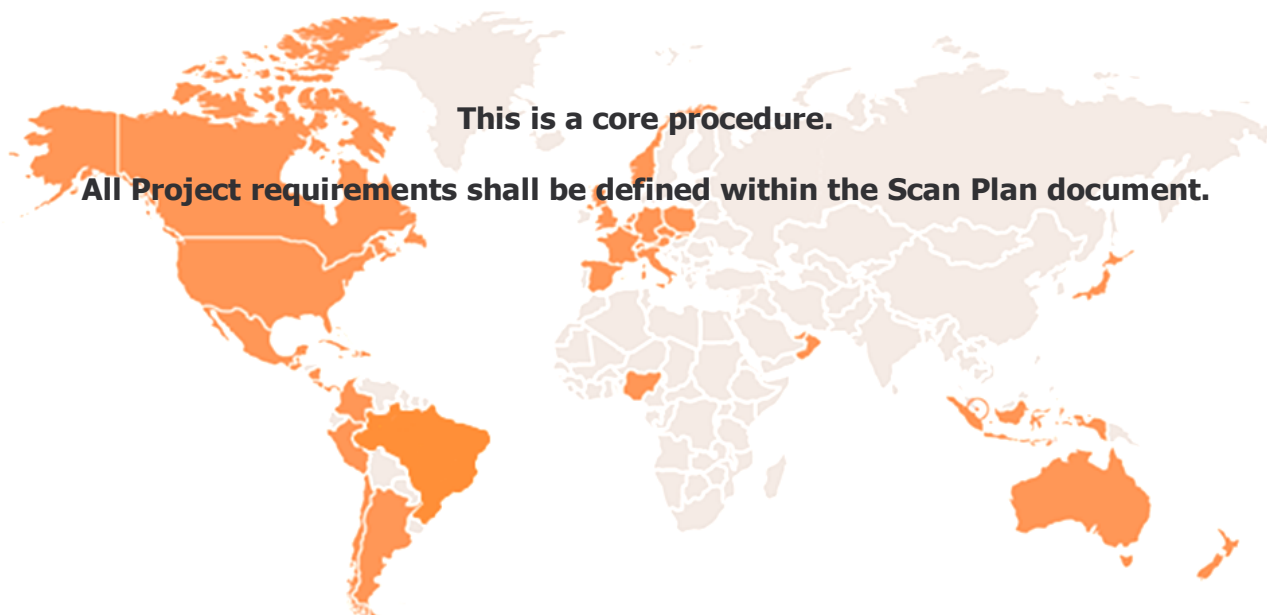 This is a core procedure.
All Project requirements shall be defined within the Scan Plan document.